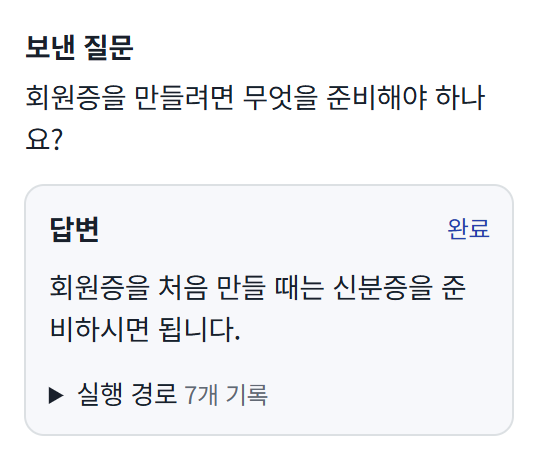 보낸 질문
회원증을 만들려면 무엇을 준비해야 하나
요?
답변 완료
회원증을 처음 만들 때는 신분증을 준
비하시면 됩니다.
▶ 실행 경로 7개 기록